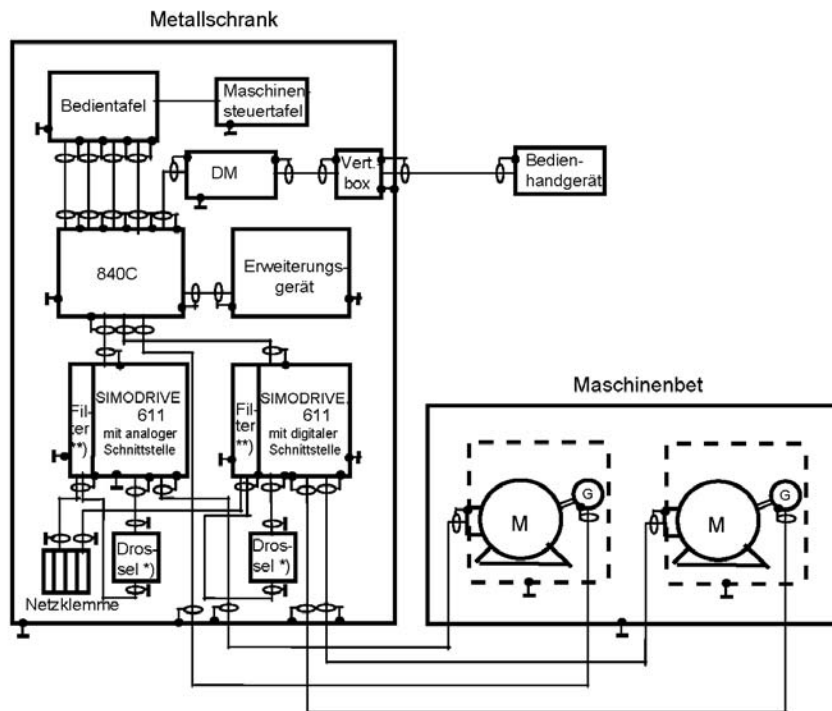 Metallschrank
Bedientafel
Maschinen
steuertafel
DM
Vert.
box
Bedien-
handgerät
840C
Erweiterungs-
gerät
Fil-
ter
**)
SIMODRIVE
611
mit analoger
Schnittstelle
Fil-
ter
**)
SIMODRIVE.
611
mit digitaler
Schnittstelle
Maschinenbet
G
M
G
M
Dros-
sel *)
Dros-
sel *)
Netzklemme